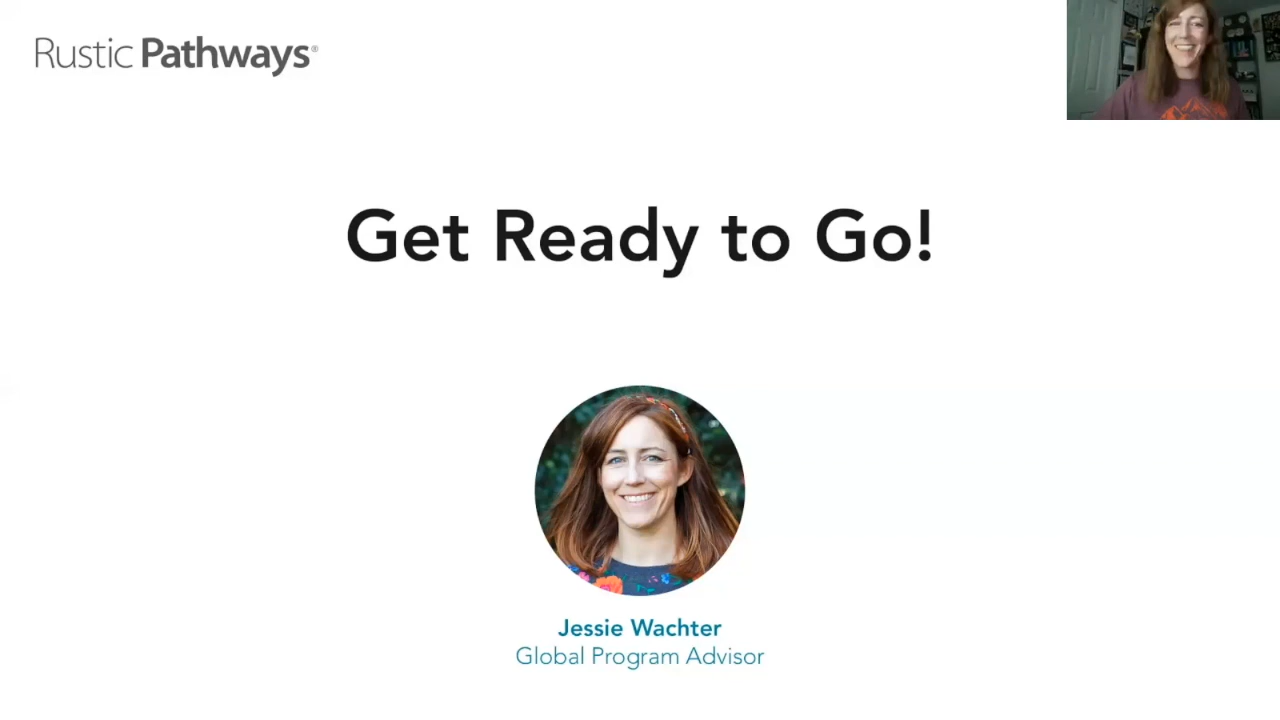 Rustic Pathways®
Get Ready to Go!
Jessie Wachter
Global Program Advisor